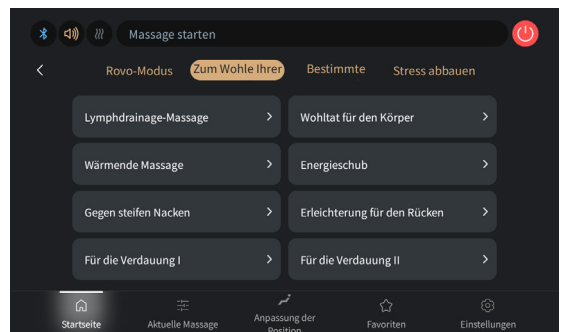 Massage starten
Rovo-Modus Zum Wohle Ihrer Bestimmte Stress abbauen
Lymphdrainage-Massage Wohltat für den Körper
Wärmende Massage Energieschub
Gegen steifen Nacken Erleichterung für den Rücken
Für die Verdauung I Für die Verdauung II
Startseite Aktuelle Massage Anpassung der Position Favoriten Einstellungen